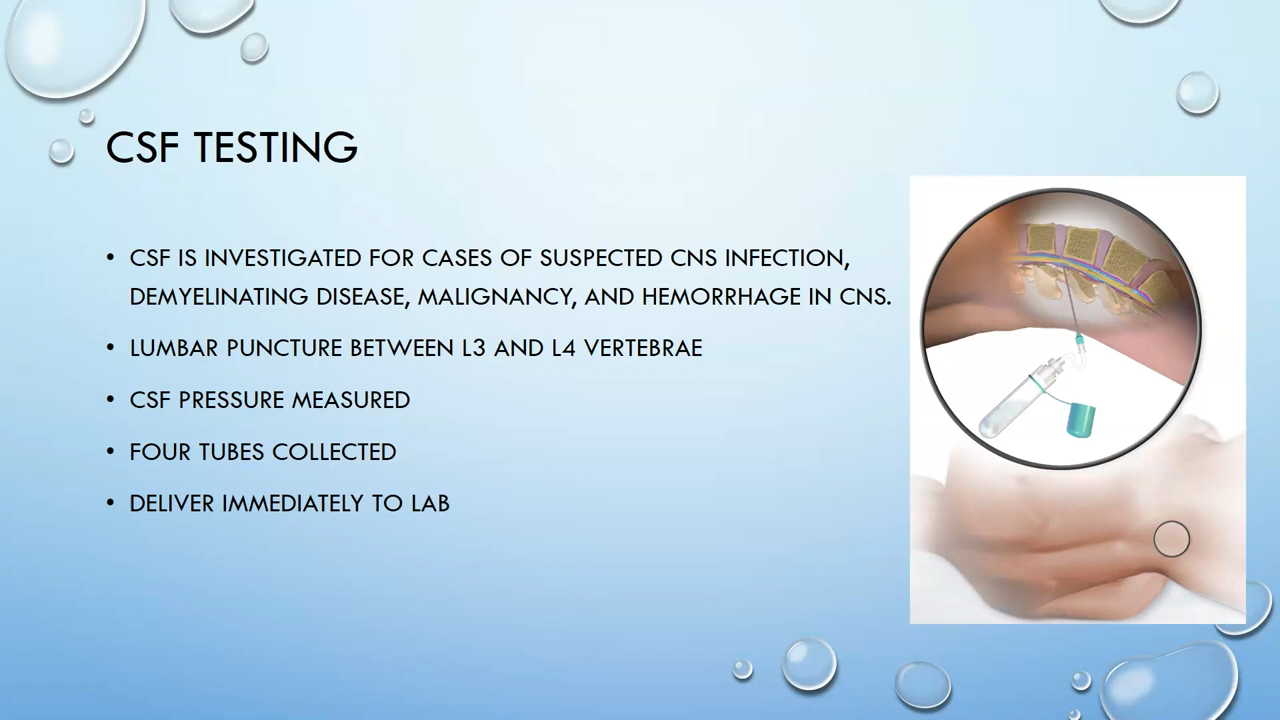 CSF TESTING
• CSF IS INVESTIGATED FOR CASES OF SUSPECTED CNS INFECTION,
DEMYELINATING DISEASE, MALIGNANCY, AND HEMORRHAGE IN CNS.
• LUMBAR PUNCTURE BETWEEN L3 AND L4 VERTEBRAE
• CSF PRESSURE MEASURED
• FOUR TUBES COLLECTED
• DELIVER IMMEDIATELY TO LAB